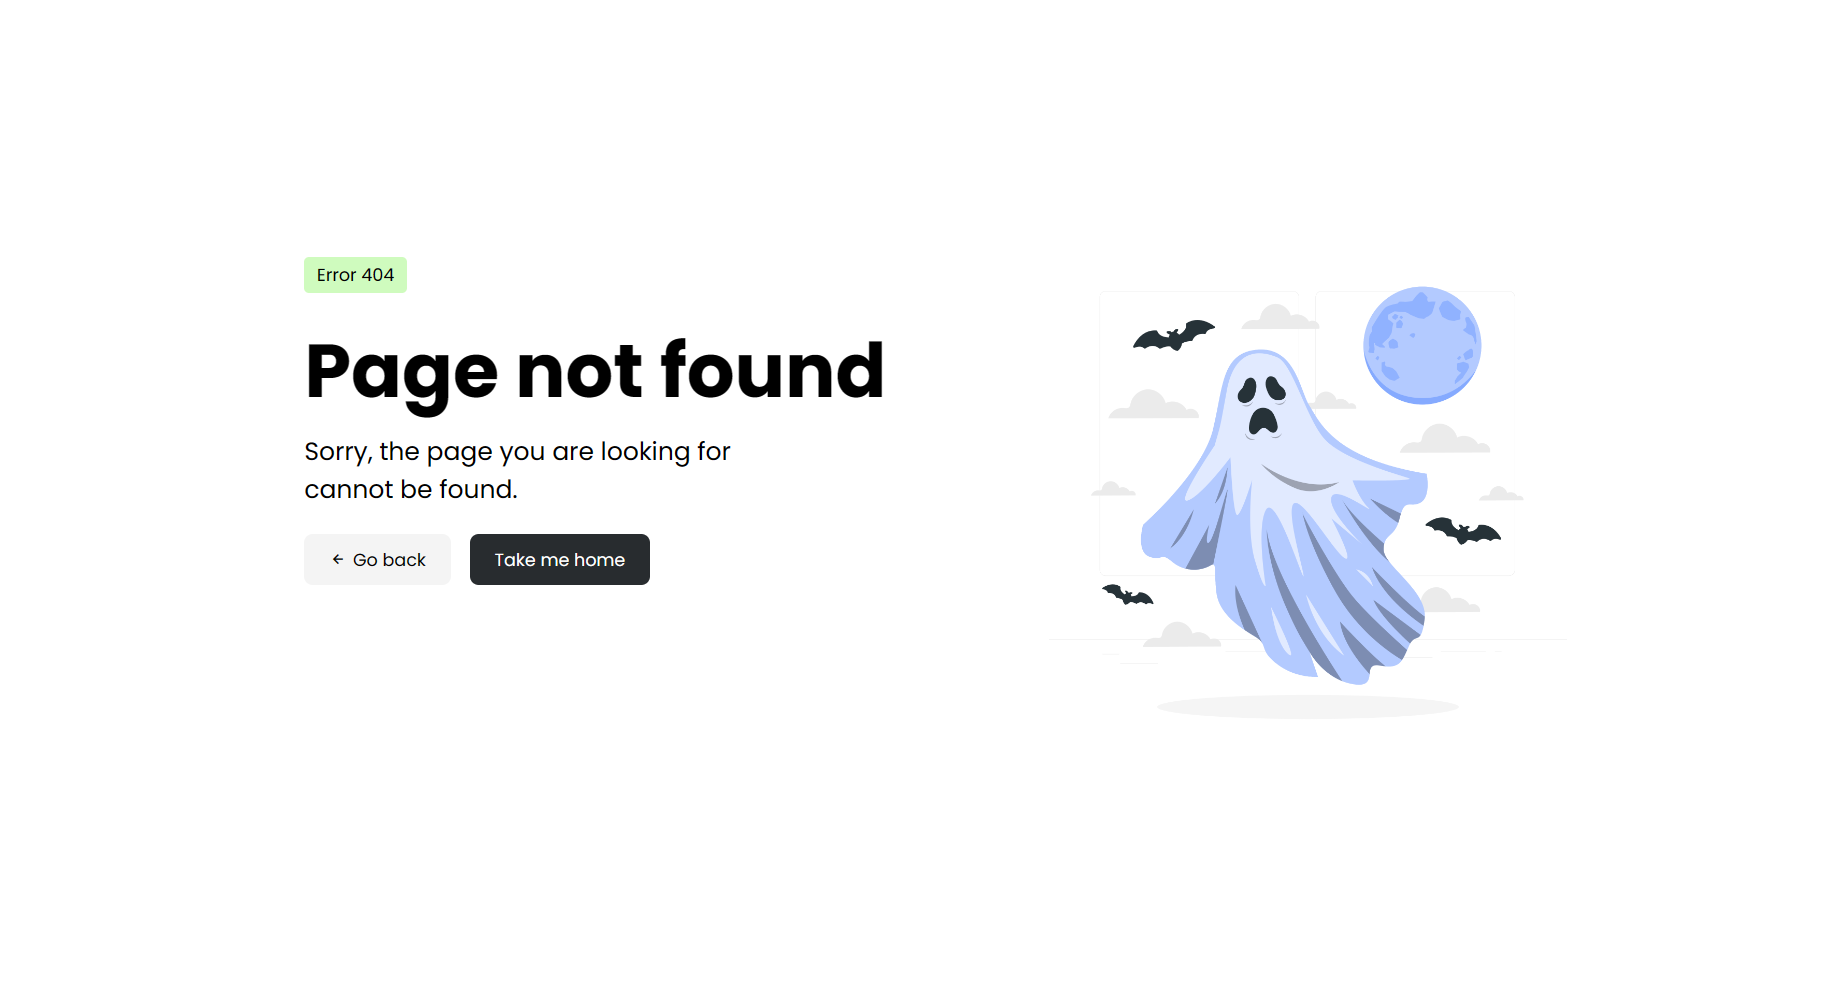 Error 404
Page not found
Sorry, the page you are looking for
cannot be found.
← Go back
Take me home